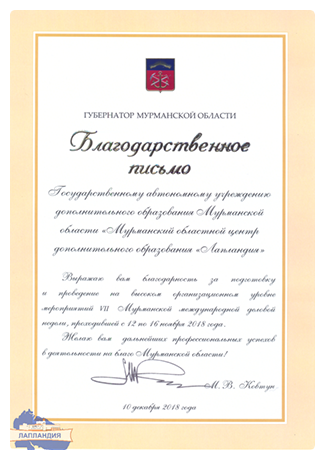 ГУБЕРНАТОР МУРМАНСКОЙ ОБЛАСТИ
Благодарственное
письмо
Государственному автономному учреждению
дополнительного образования Мурманской
области «Мурманский областной центр
дополнительного образования «Лапландия»
Выражаю вам благодарность за подготовку
и проведение на высоком организационном уровне
мероприятий VII Мурманской международной деловой
недели, проходившей с 12 по 16 ноября 2018 года.
Желаю вам дальнейших профессиональных успехов
в деятельности на благо Мурманской области!
М. В. Ковтун
10 декабря 2018 года
ЛАПЛАНДИЯ